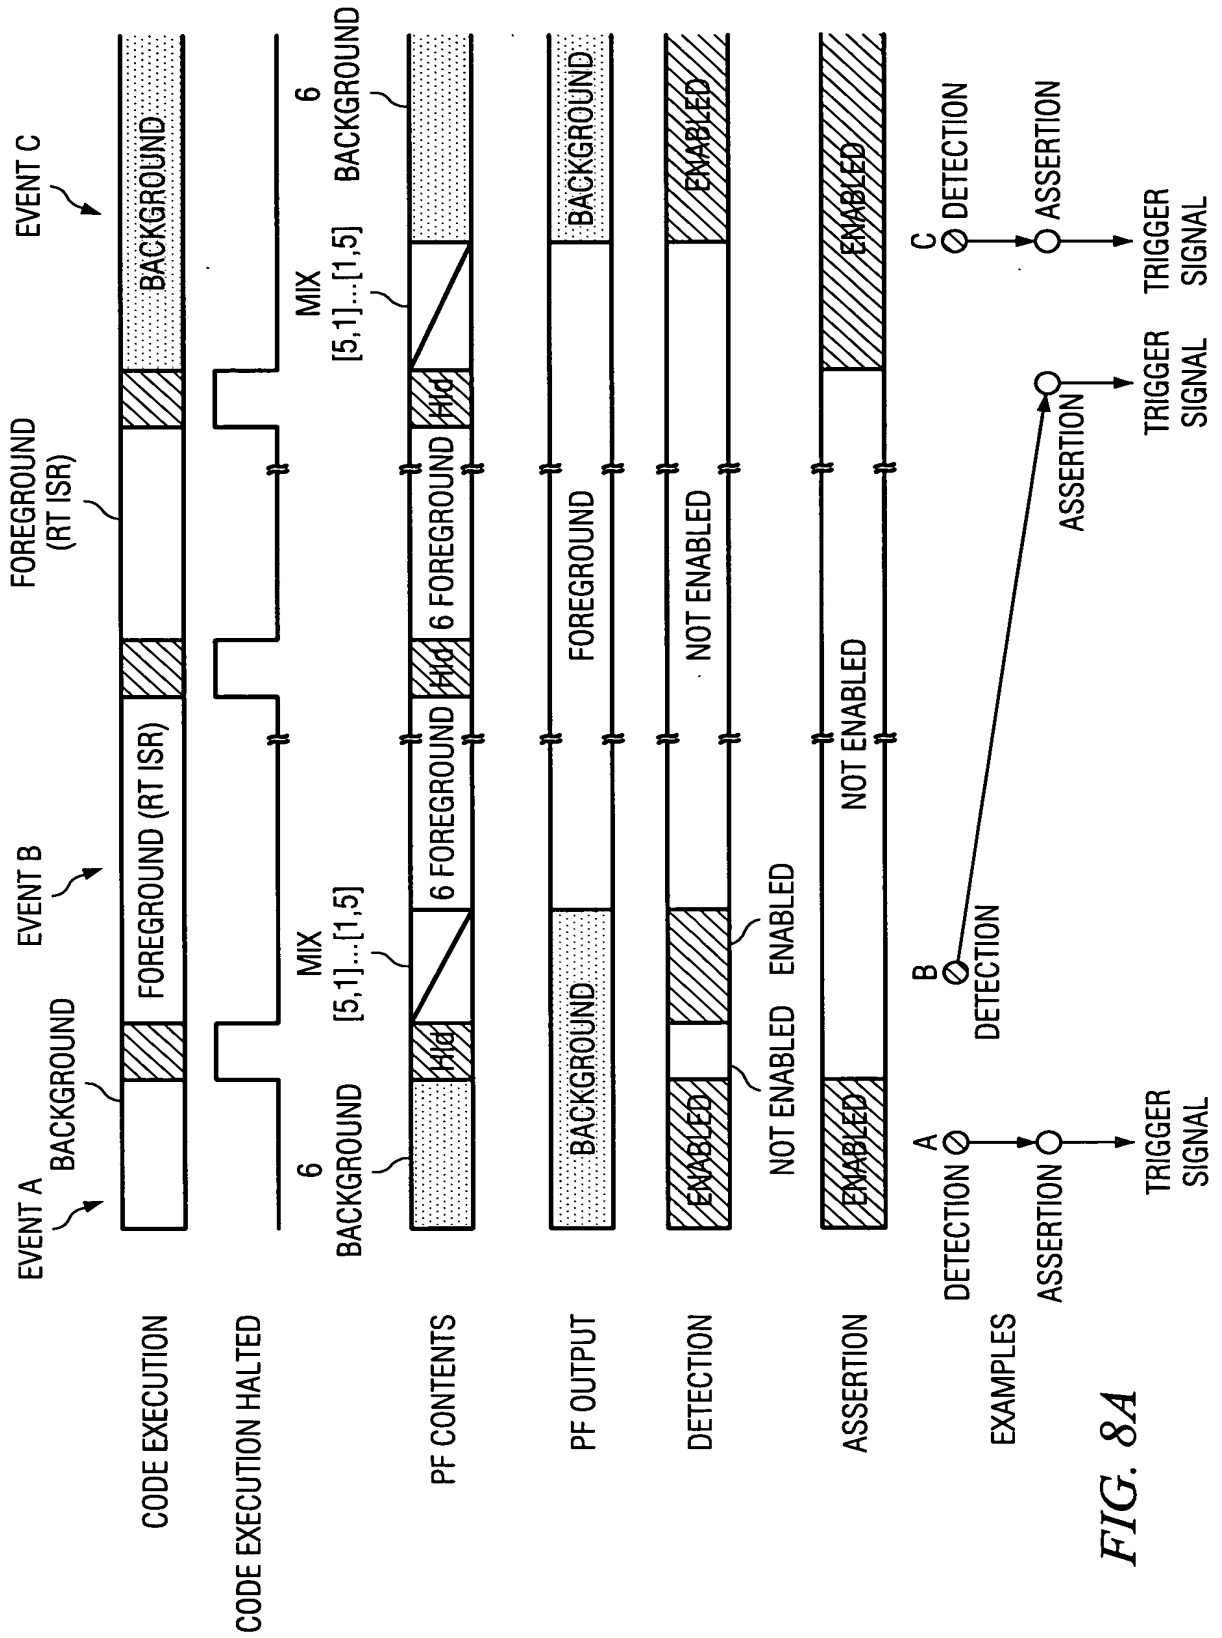 EVENT A
EVENT B
EVENT C
BACKGROUND
FOREGROUND
(RT ISR)
CODE EXECUTION
FOREGROUND (RT ISR)
BACKGROUND
CODE EXECUTION HALTED
6
BACKGROUND
MIX
[5,1]...[1,5]
MIX
[5,1]...[1,5]
6
BACKGROUND
PF CONTENTS
Hld
6 FOREGROUND
Hld
6 FOREGROUND
Hld
PF OUTPUT
BACKGROUND
FOREGROUND
BACKGROUND
DETECTION
ENABLED
NOT ENABLED
ENABLED
NOT ENABLED
ENABLED
ASSERTION
ENABLED
NOT ENABLED
ENABLED
EXAMPLES
A
DETECTION
ASSERTION
TRIGGER
SIGNAL
B
DETECTION
ASSERTION
TRIGGER
SIGNAL
C
DETECTION
ASSERTION
TRIGGER
SIGNAL
FIG. 8A